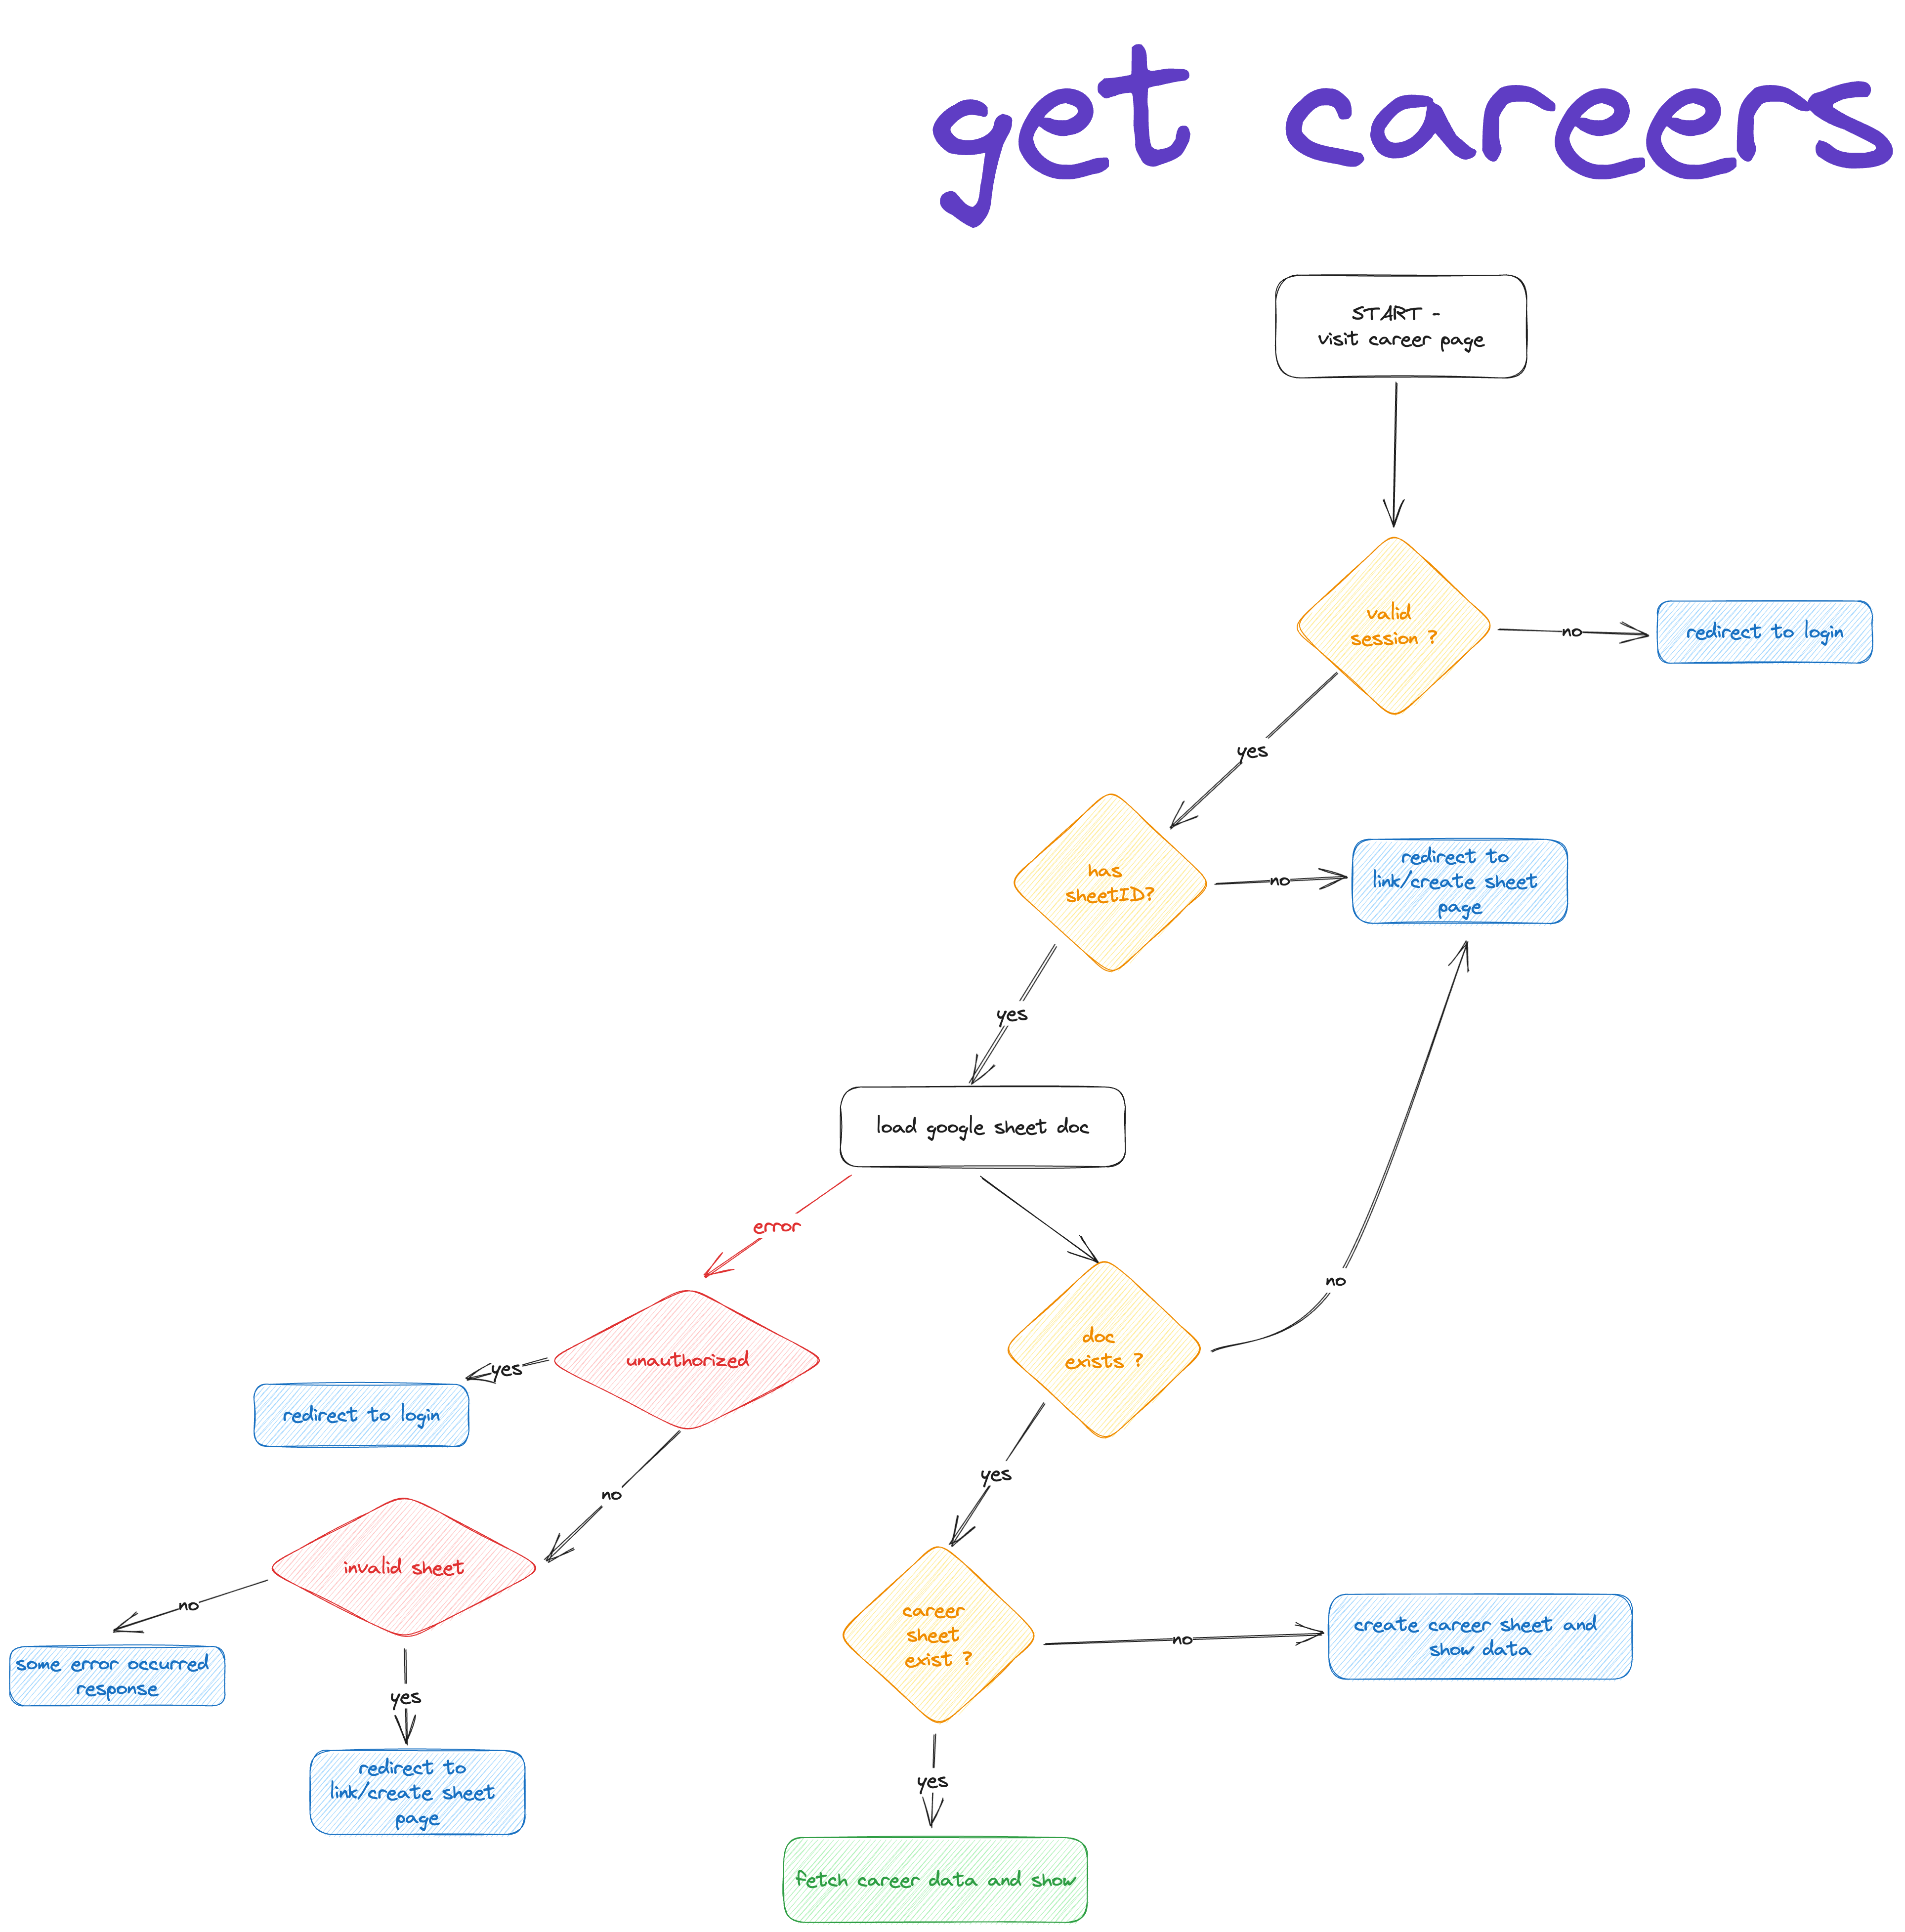 get careers
START -
visit career page
valid
session ?
no
redirect to login
yes
has
sheetID?
no
redirect to
link/create sheet
page
yes
load google sheet doc
error
unauthorized
yes
redirect to login
no
invalid sheet
no
some error occurred
response
yes
redirect to
link/create sheet
page
doc
exists ?
no
yes
career
sheet
exist ?
no
create career sheet and
show data
yes
fetch career data and show